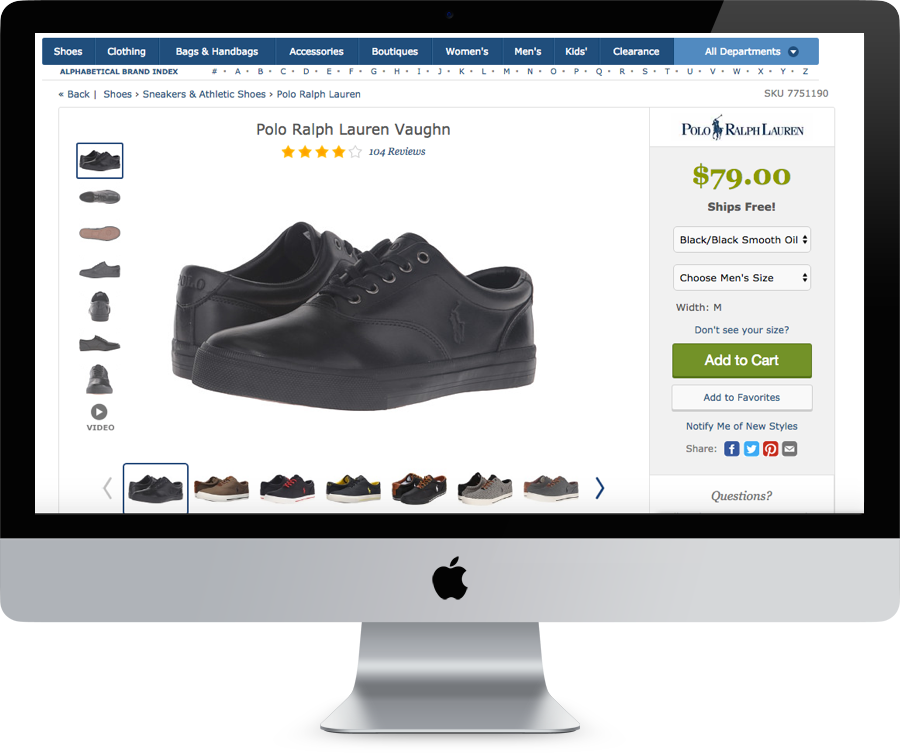 Shoes Clothing Bags & Handbags Accessories Boutiques Women's Men's Kids' Clearance All Departments
ALPHABETICAL BRAND INDEX # • A • B • C • D • E • F • G • H • I • J • K • L • M • N • O • P • Q • R • S • T • U • V • W • X • Y • Z
« Back | Shoes › Sneakers & Athletic Shoes › Polo Ralph Lauren SKU 7751190
Polo Ralph Lauren Vaughn
104 Reviews
VIDEO
POLO RALPH LAUREN
$79.00
Ships Free!
Black/Black Smooth Oil
Choose Men's Size
Width: M
Don't see your size?
Add to Cart
Add to Favorites
Notify Me of New Styles
Share:
Questions?